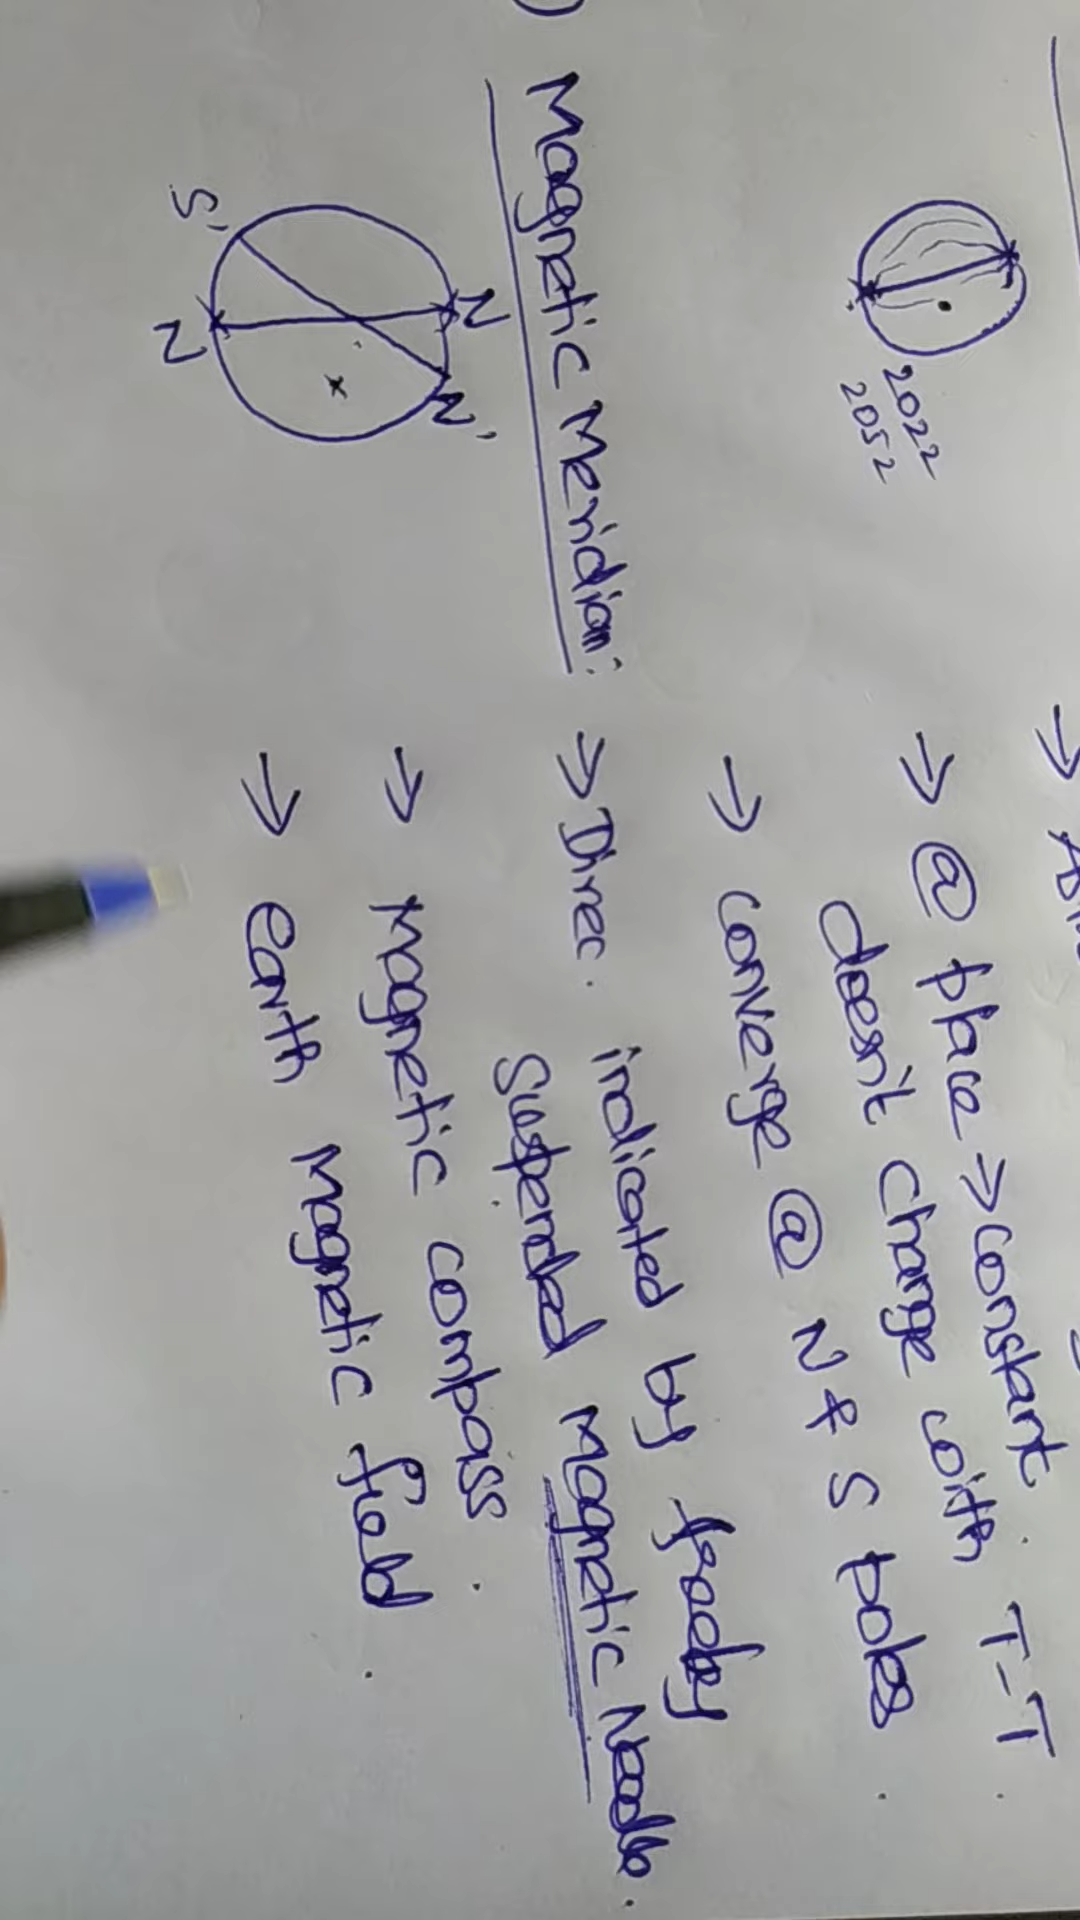 → @ place → constant.
doesn't change with T-T.
2022
2052
→ converge @ N & S poles.
Magnetic Meridian: → Direc. indicated by freeley
Suspended Magnetic Needle.
N
N'
→ Magnetic compass.
S'
→ earth Magnetic field.
N